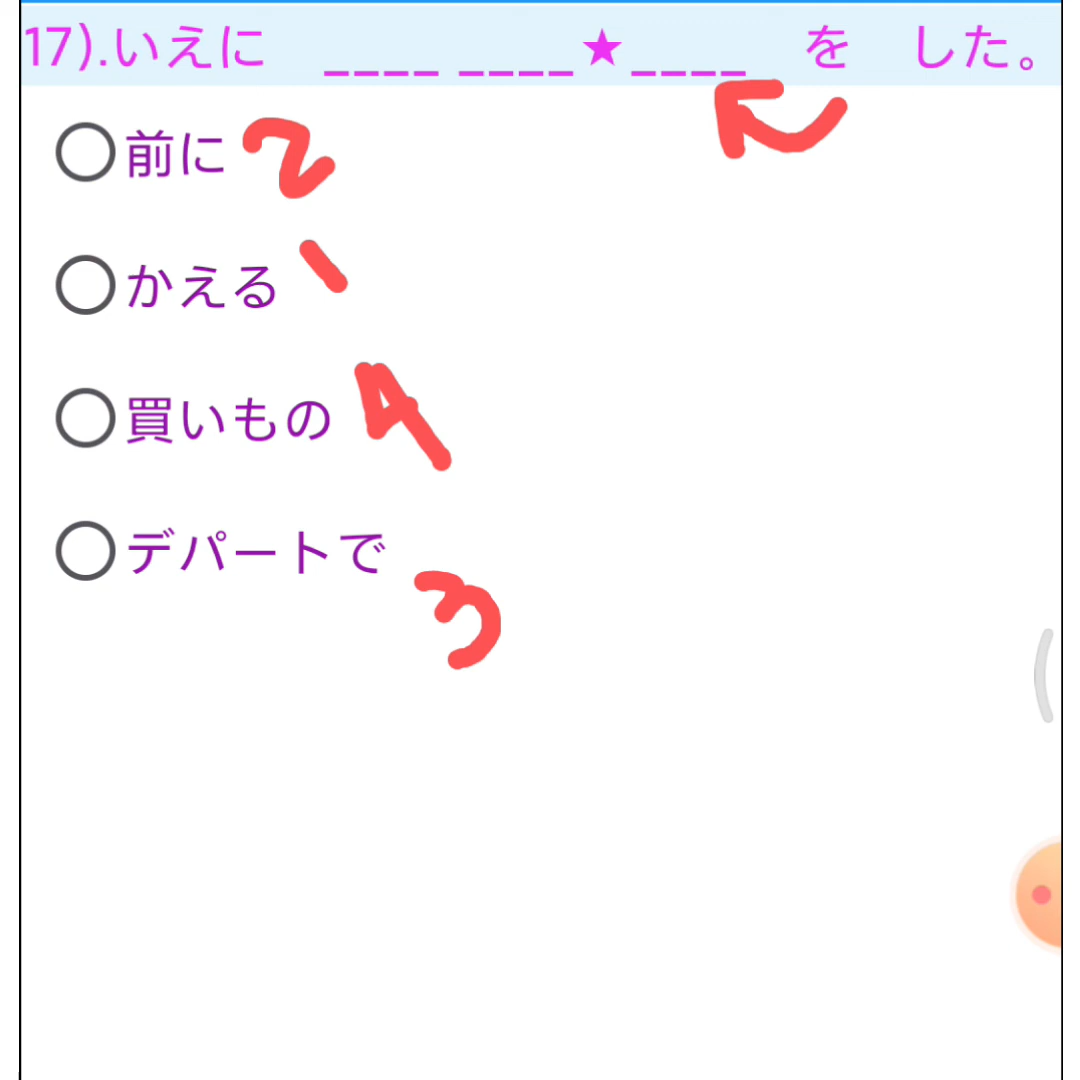 17).いえに ____ ____★____ を した。
前に 2
かえる 1
買いもの 4
デパートで 3